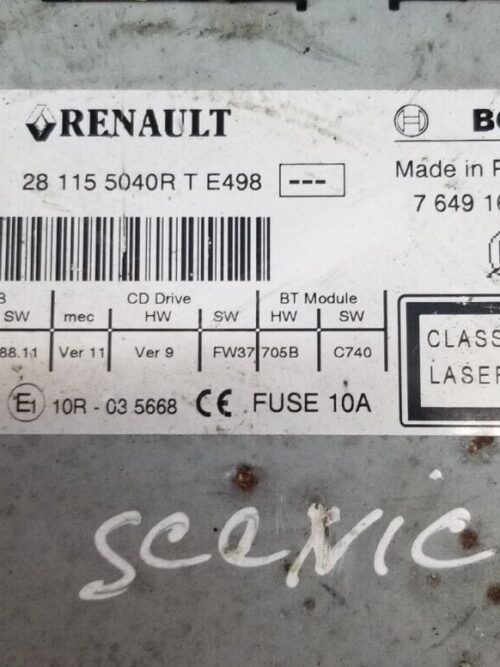 RENAULT
BO
28 115 5040R T E498 ---
Made in P
7 649 16
B CD Drive BT Module
SW mec HW SW HW SW
88.11 Ver 11 Ver 9 FW37 705B C740
CLASS
LASER
E1 10R - 03 5668 CE FUSE 10A
SCENIC